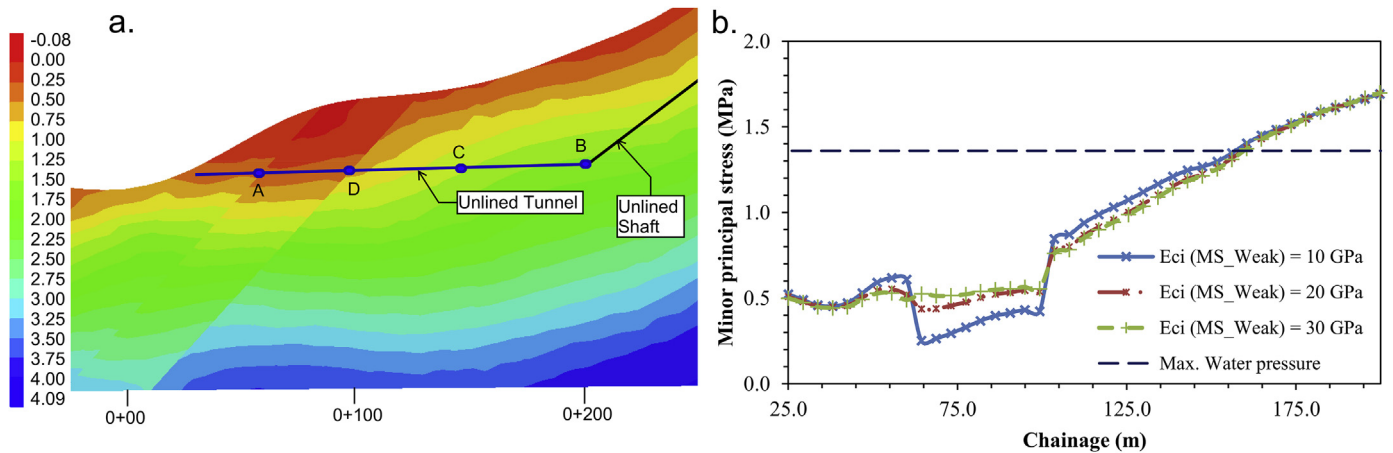 a.
-0.08
0.00
0.25
0.50
0.75
1.00
1.25
1.50
1.75
2.00
2.25
2.50
2.75
3.00
3.25
3.50
3.75
4.00
4.09
A
D
C
B
Unlined Tunnel
Unlined
Shaft
0+00
0+100
0+200
b.
Minor principal stress (MPa)
2.0
1.5
1.0
0.5
0.0
Eci (MS_Weak) = 10 GPa
Eci (MS_Weak) = 20 GPa
Eci (MS_Weak) = 30 GPa
Max. Water pressure
25.0
75.0
125.0
175.0
Chainage (m)